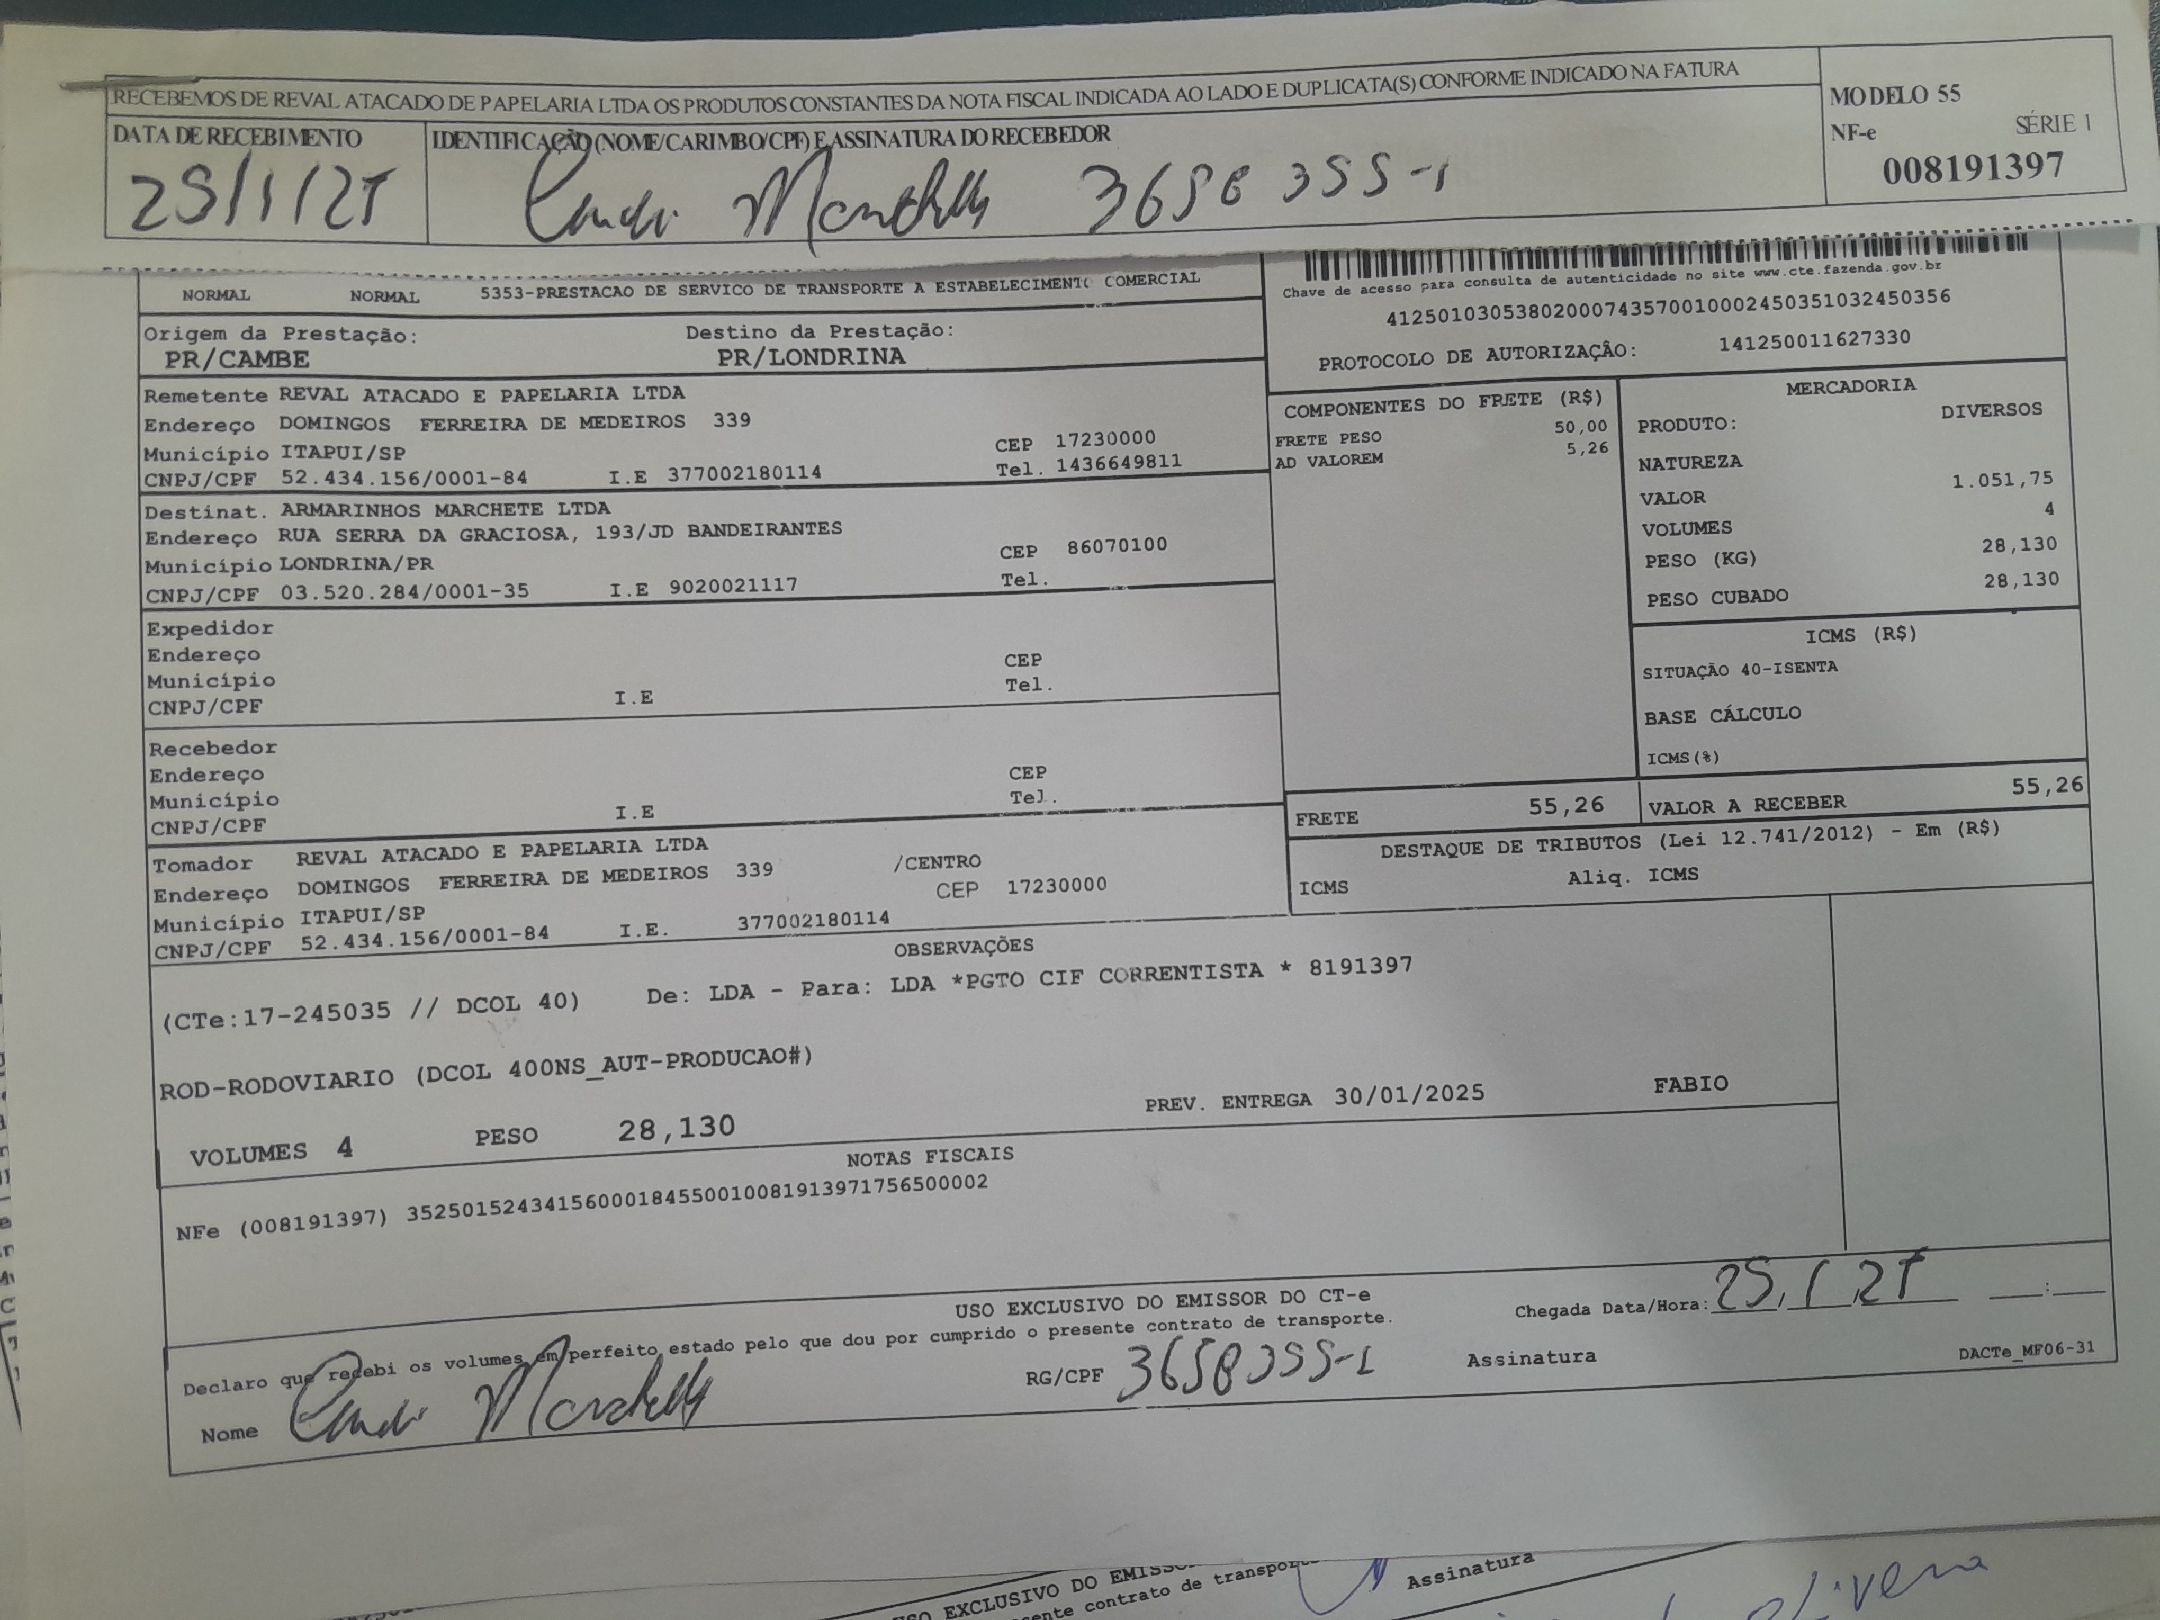 RECEBEMOS DE REVAL ATACADO DE PAPELARIA LTDA OS PRODUTOS CONSTANTES DA NOTA FISCAL INDICADA AO LADO E DUPLICATA(S) CONFORME INDICADO NA FATURA
MODELO 55
NF-e SÉRIE 1
008191397
DATA DE RECEBIMENTO IDENTIFICAÇÃO (NOME/CARIMBO/CPF) E ASSINATURA DO RECEBEDOR
3658355-1
NORMAL NORMAL 5353-PRESTACAO DE SERVICO DE TRANSPORTE A ESTABELECIMENTO COMERCIAL
Chave de acesso para consulta de autenticidade no site www.cte.fazenda.gov.br
41250103053802000743570010002450351032450356
PROTOCOLO DE AUTORIZAÇÂO: 141250011627330
Origem da Prestação: Destino da Prestação:
PR/CAMBE PR/LONDRINA
Remetente REVAL ATACADO E PAPELARIA LTDA
Endereço DOMINGOS FERREIRA DE MEDEIROS 339
Município ITAPUI/SP CEP 17230000
CNPJ/CPF 52.434.156/0001-84 I.E 377002180114 Tel. 1436649811
Destinat. ARMARINHOS MARCHETE LTDA
Endereço RUA SERRA DA GRACIOSA, 193/JD BANDEIRANTES
Município LONDRINA/PR CEP 86070100
CNPJ/CPF 03.520.284/0001-35 I.E 9020021117 Tel.
Expedidor
Endereço
Município CEP
CNPJ/CPF I.E Tel.
Recebedor
Endereço
Município CEP
CNPJ/CPF I.E Tel.
Tomador REVAL ATACADO E PAPELARIA LTDA
Endereço DOMINGOS FERREIRA DE MEDEIROS 339 /CENTRO
Município ITAPUI/SP CEP 17230000
CNPJ/CPF 52.434.156/0001-84 I.E. 377002180114
COMPONENTES DO FRETE (R$)
FRETE PESO 50,00
AD VALOREM 5,26
MERCADORIA
PRODUTO: DIVERSOS
NATUREZA
VALOR 1.051,75
VOLUMES 4
PESO (KG) 28,130
PESO CUBADO 28,130
ICMS (R$)
SITUAÇÃO 40-ISENTA
BASE CÁLCULO
ICMS(%)
FRETE 55,26 VALOR A RECEBER 55,26
DESTAQUE DE TRIBUTOS (Lei 12.741/2012) - Em (R$)
ICMS Aliq. ICMS
OBSERVAÇÕES
(CTe:17-245035 // DCOL 40) De: LDA - Para: LDA *PGTO CIF CORRENTISTA * 8191397
ROD-RODOVIARIO (DCOL 400NS_AUT-PRODUCAO#)
VOLUMES 4 PESO 28,130 PREV. ENTREGA 30/01/2025 FABIO
NOTAS FISCAIS
NFe (008191397) 35250152434156000184550010081913971756500002
USO EXCLUSIVO DO EMISSOR DO CT-e
Declaro que recebi os volumes em perfeito estado pelo que dou por cumprido o presente contrato de transporte.
Chegada Data/Hora:
Nome RG/CPF 3658355-1 Assinatura DACTe_MF06-31
EXCLUSIVO DO
contrato de
Assinatura